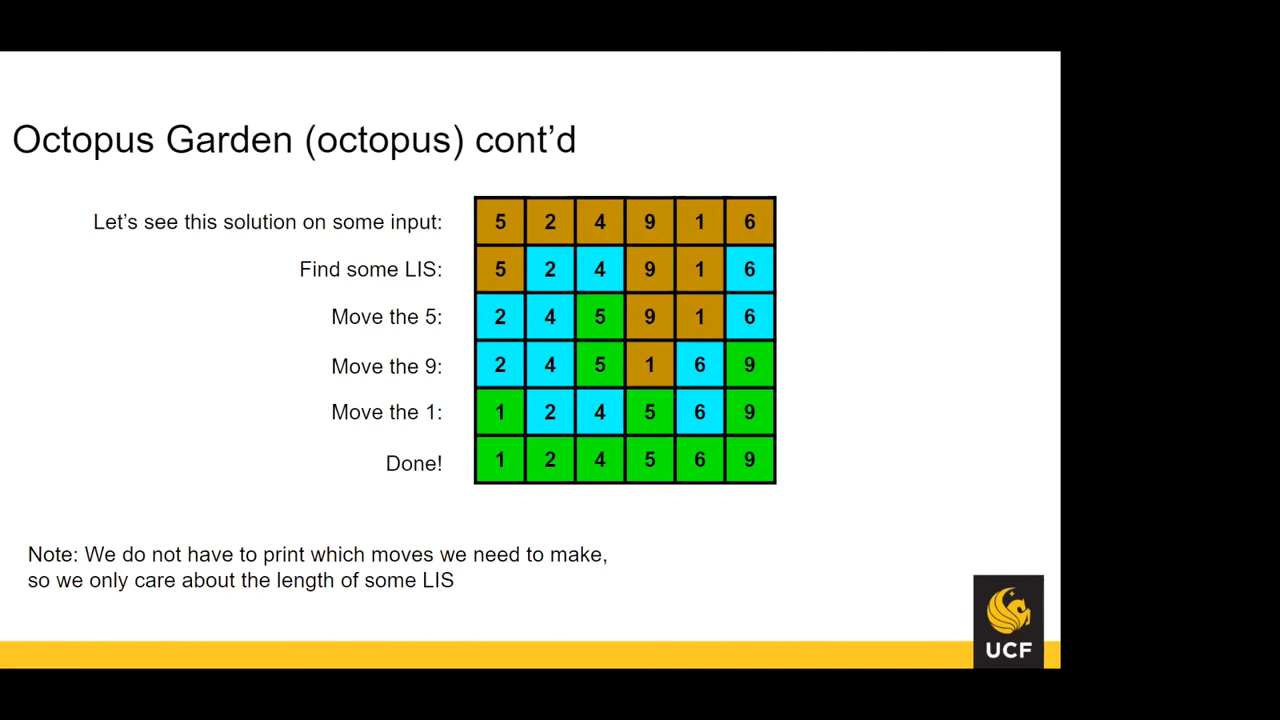 Octopus Garden (octopus) cont’d
Let’s see this solution on some input: 5 2 4 9 1 6
Find some LIS: 5 2 4 9 1 6
Move the 5: 2 4 5 9 1 6
Move the 9: 2 4 5 1 6 9
Move the 1: 1 2 4 5 6 9
Done! 1 2 4 5 6 9
Note: We do not have to print which moves we need to make,
so we only care about the length of some LIS
UCF